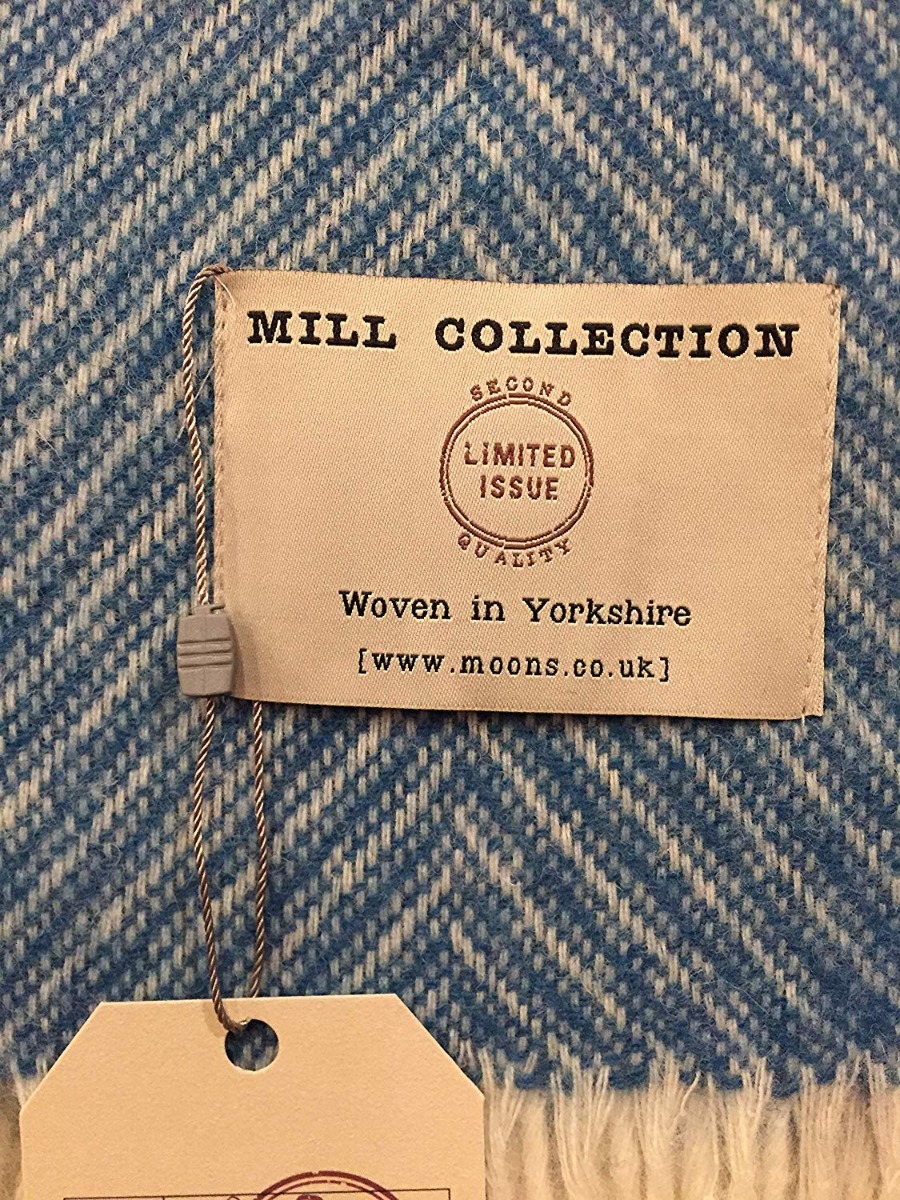 MILL COLLECTION
SECOND
LIMITED
ISSUE
QUALITY
Woven in Yorkshire
[www.moons.co.uk]